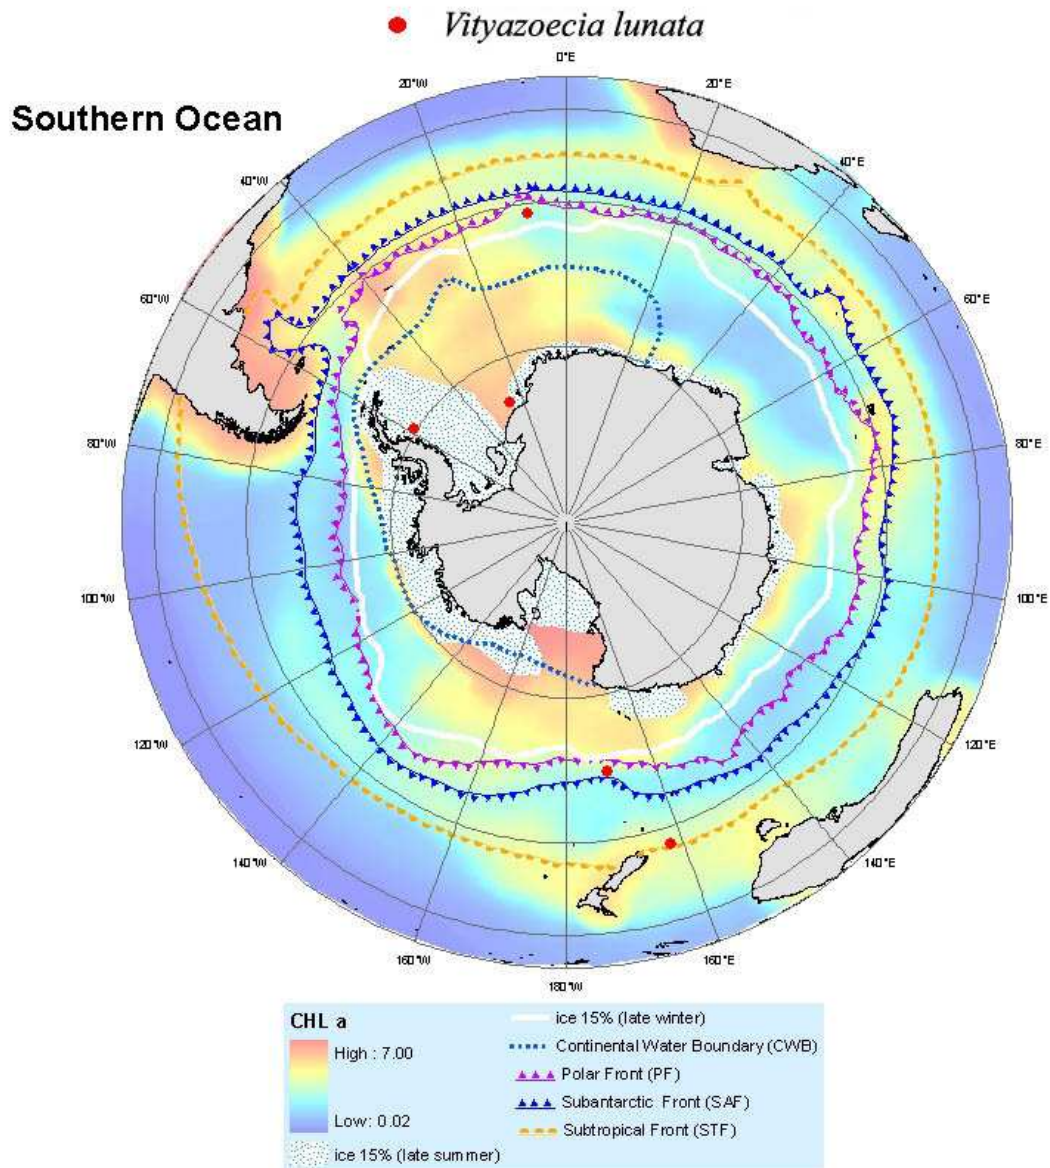 Vityazoecia lunata
Southern Ocean
0°E
20°W
20°E
40°W
40°E
60°W
60°E
80°W
80°E
100°W
100°E
120°W
120°E
140°W
140°E
160°W
160°E
180°W
CHL a
High : 7.00
Low: 0.02
ice 15% (late summer)
ice 15% (late winter)
Continental Water Boundary (CWB)
Polar Front (PF)
Subantarctic Front (SAF)
Subtropical Front (STF)